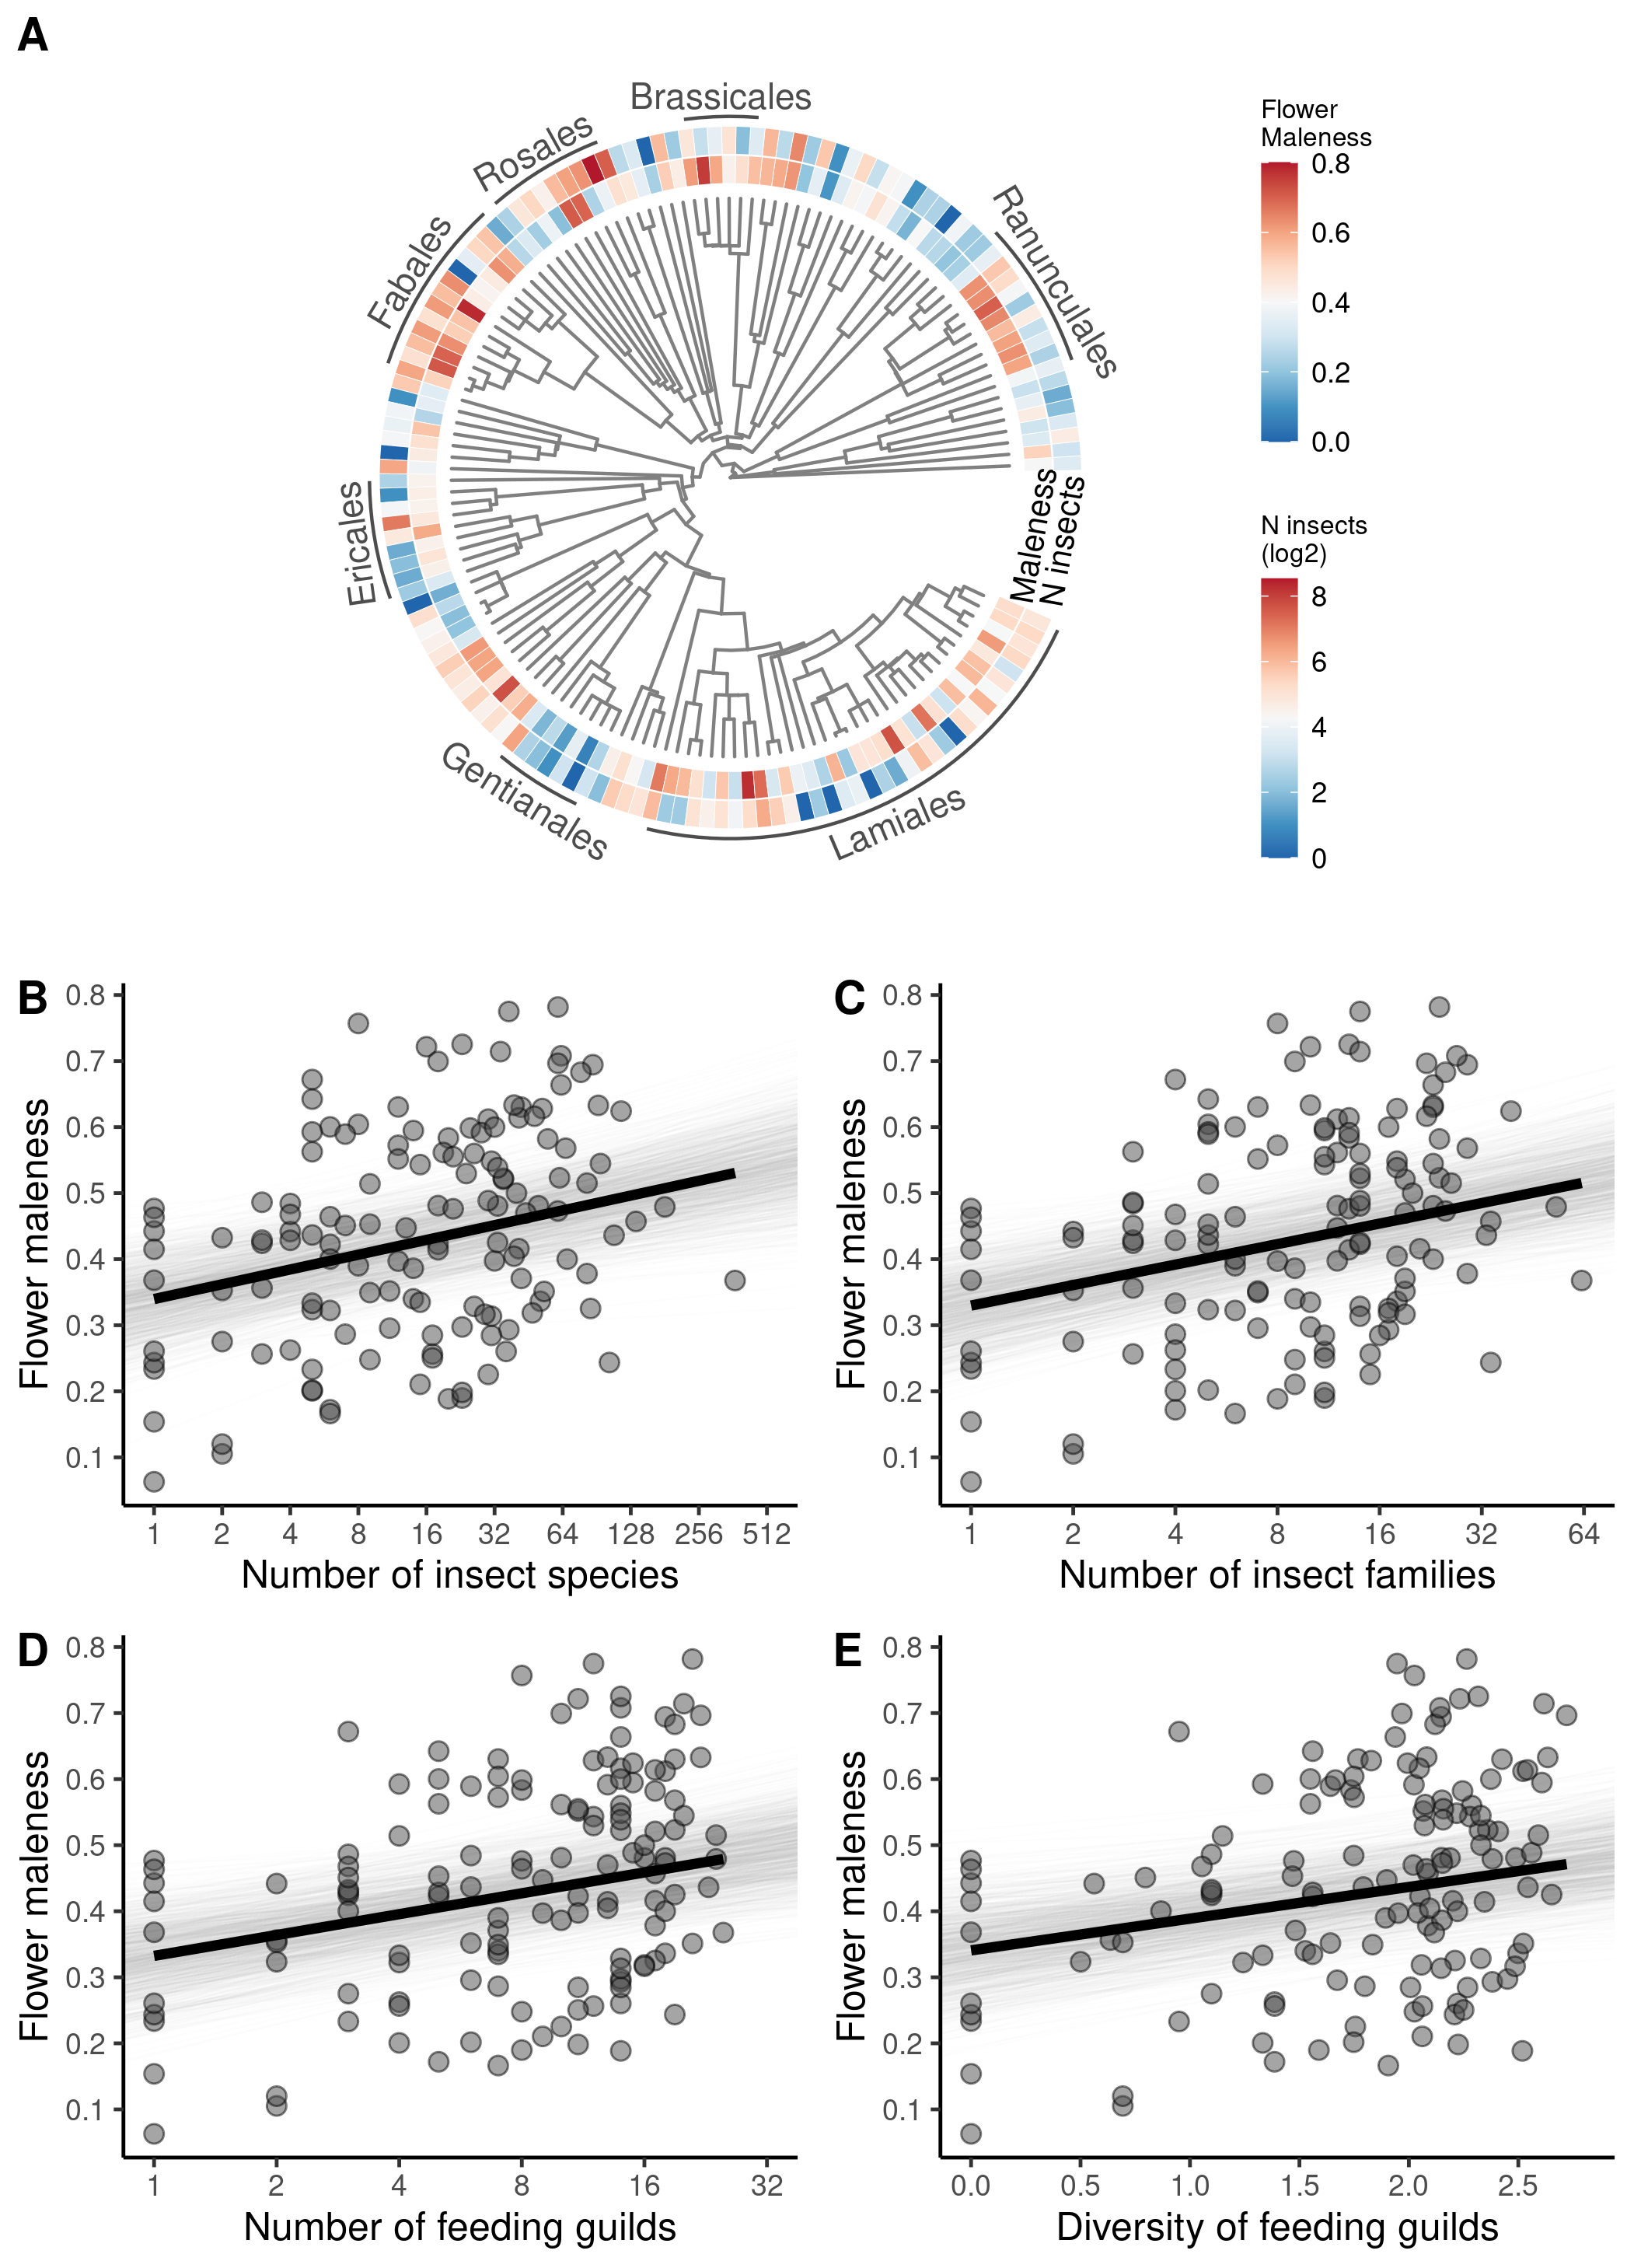 A
Brassicales
Rosales
Fabales
Ranunculales
Ericales
Gentianales
Lamiales
Maleness
N insects
Flower
Maleness
0.8
0.6
0.4
0.2
0.0
N insects
(log2)
8
6
4
2
0
B
Flower maleness
0.8
0.7
0.6
0.5
0.4
0.3
0.2
0.1
1 2 4 8 16 32 64 128 256 512
Number of insect species
C
Flower maleness
0.8
0.7
0.6
0.5
0.4
0.3
0.2
0.1
1 2 4 8 16 32 64
Number of insect families
D
Flower maleness
0.8
0.7
0.6
0.5
0.4
0.3
0.2
0.1
1 2 4 8 16 32
Number of feeding guilds
E
Flower maleness
0.8
0.7
0.6
0.5
0.4
0.3
0.2
0.1
0.0 0.5 1.0 1.5 2.0 2.5
Diversity of feeding guilds